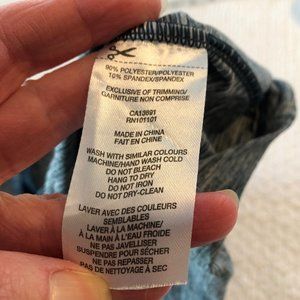 90% POLYESTER/POLYESTER
10% SPANDEX/SPANDEX
EXCLUSIVE OF TRIMMING/
GARNITURE NON COMPRISE
CA13691
RN101101
MADE IN CHINA
FAIT EN CHINE
WASH WITH SIMILAR COLOURS
MACHINE/HAND WASH COLD
DO NOT BLEACH
HANG TO DRY
DO NOT IRON
DO NOT DRY-CLEAN
LAVER AVEC DES COULEURS
SEMBLABLES
LAVER À LA MACHINE/
À LA MAIN À L'EAU FROIDE
NE PAS JAVELLISER
SUSPENDRE POUR SÉCHER
NE PAS REPASSER
PAS DE NETTOYAGE À SEC